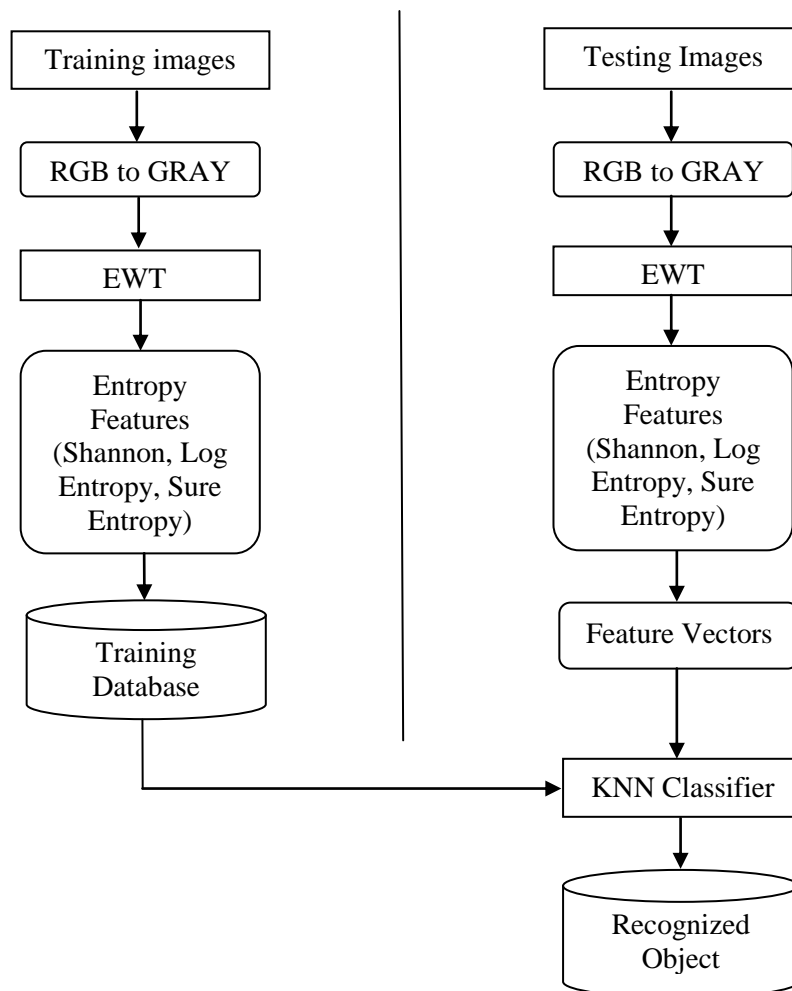 Training images
RGB to GRAY
EWT
Entropy
Features
(Shannon, Log
Entropy, Sure
Entropy)
Training
Database
Testing Images
RGB to GRAY
EWT
Entropy
Features
(Shannon, Log
Entropy, Sure
Entropy)
Feature Vectors
KNN Classifier
Recognized
Object